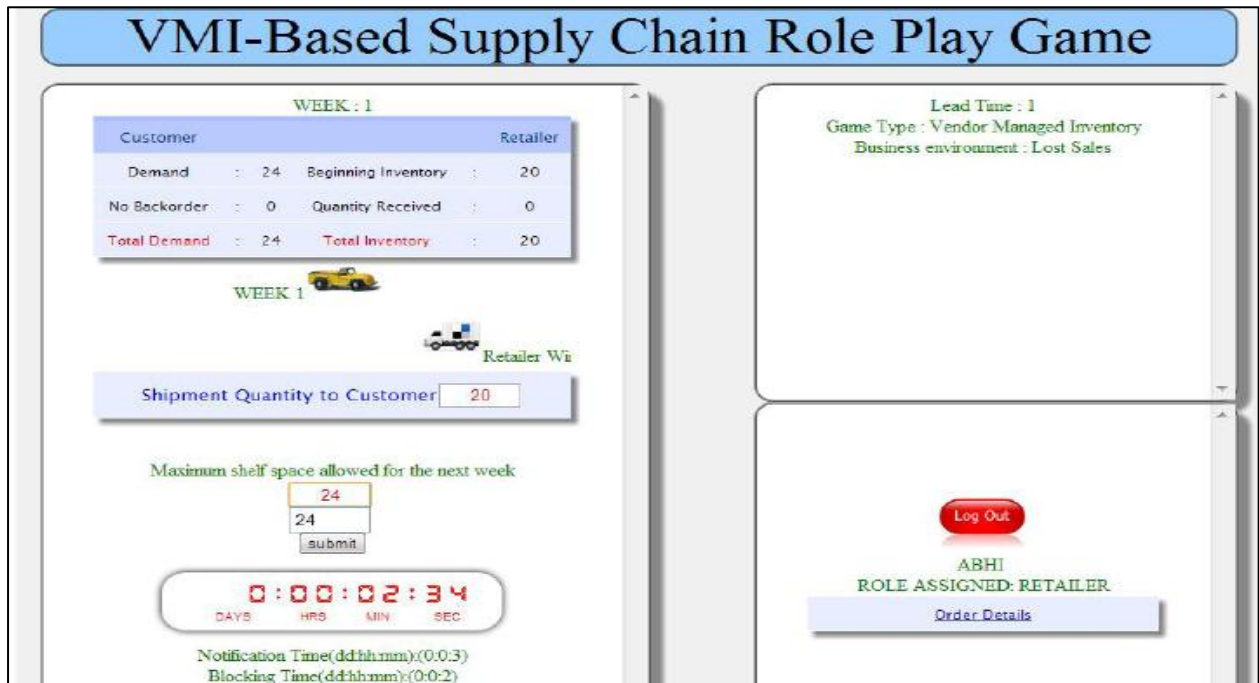 VMI-Based Supply Chain Role Play Game
WEEK : 1
Customer Retailer
Demand : 24 Beginning Inventory : 20
No Backorder : 0 Quantity Received : 0
Total Demand : 24 Total Inventory : 20
WEEK 1
Retailer Wi
Shipment Quantity to Customer 20
Maximum shelf space allowed for the next week
24
24
submit
0:00:02:34
DAYS HRS MIN SEC
Notification Time(dd:hh:mm):(0:0:3)
Blocking Time(dd:hh:mm):(0:0:2)
Lead Time : 1
Game Type : Vendor Managed Inventory
Business environment : Lost Sales
Log Out
ABHI
ROLE ASSIGNED: RETAILER
Order Details